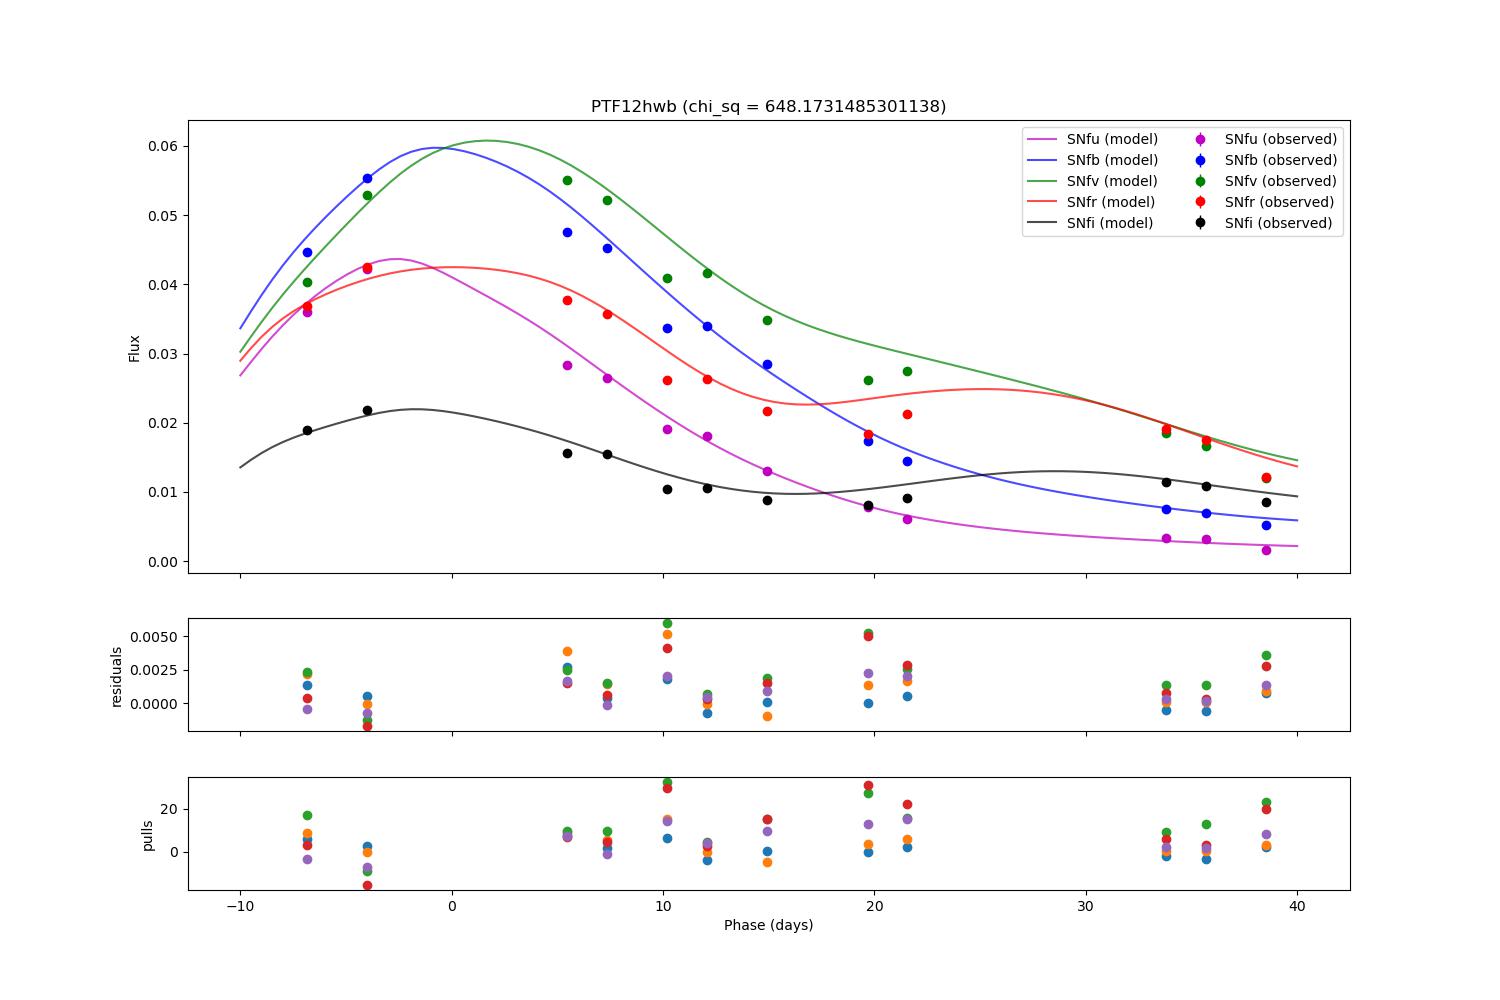 PTF12hwb (chi_sq = 648.1731485301138)
SNfu (model)
SNfb (model)
SNfv (model)
SNfr (model)
SNfi (model)
SNfu (observed)
SNfb (observed)
SNfv (observed)
SNfr (observed)
SNfi (observed)
Flux
0.06
0.05
0.04
0.03
0.02
0.01
0.00
residuals
0.0050
0.0025
0.0000
pulls
20
0
−10
0
10
20
30
40
Phase (days)